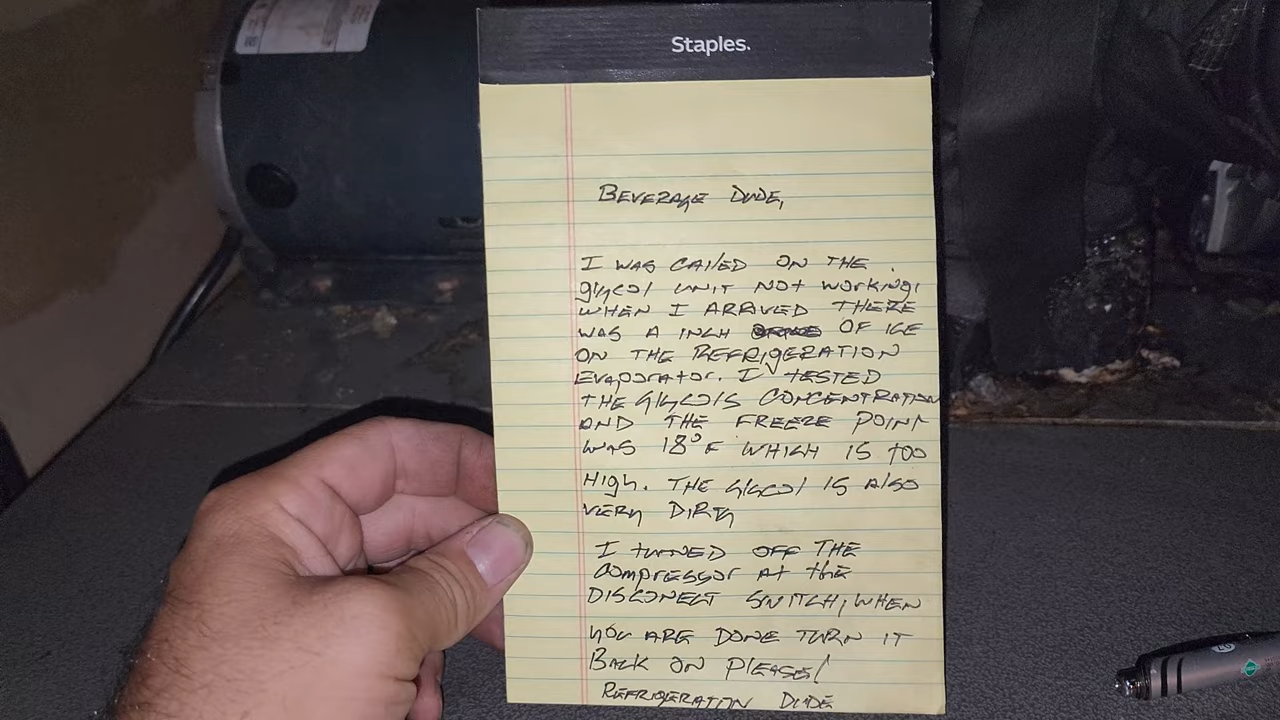 Staples.
BEVERAGE DUDE,
I WAS CALLED ON THE
glycol UNIT NOT WORKING,
WHEN I ARRVED THERE
WAS A INCH OF ICE
ON THE REFRIGERATION
EVAPORATOR. I TESTED
THE GlycolS CONCENTRATION
AND THE FREEZE POINT
WAS 18° F WHICH IS TOO
HIGH. THE GlyCol IS Also
VERY DIRTY
I TURNED OFF THE
COMPRESSOR AT THE
DISCONECT SWITCH, WHEN
YOU ARE DONE TURN IT
BACK ON PLEASE!
REFRIGERATION DUDE